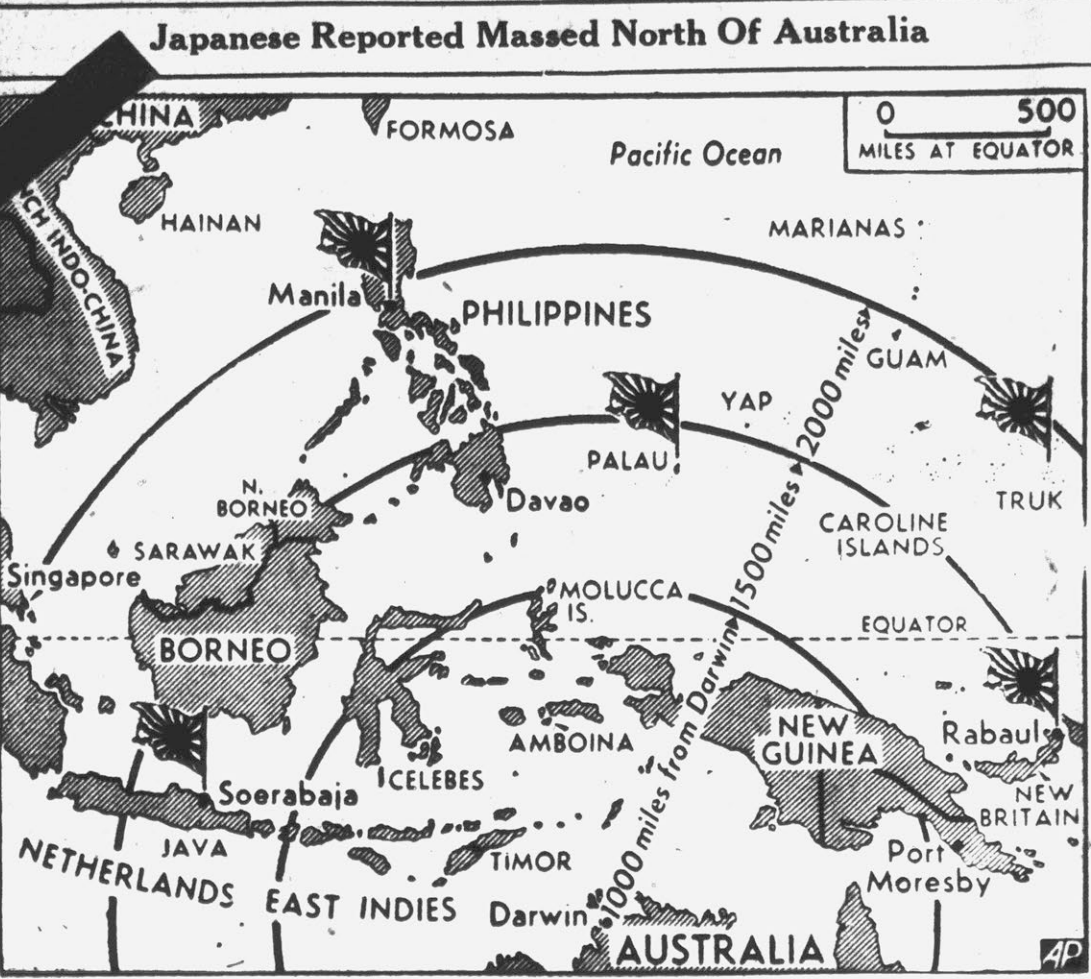 Japanese Reported Massed North Of Australia
CHINA
FORMOSA
Pacific Ocean
0 500
MILES AT EQUATOR
HAINAN
MARIANAS
NCH INDO-CHINA
Manila
PHILIPPINES
GUAM
YAP
PALAU
TRUK
N.
BORNEO
Davao
CAROLINE
ISLANDS
SARAWAK
Singapore
MOLUCCA
IS.
EQUATOR
BORNEO
NEW
GUINEA
Rabaul
AMBOINA
CELEBES
Soerabaja
NEW
BRITAIN
JAVA
TIMOR
Port
Moresby
NETHERLANDS EAST INDIES
Darwin
1000 miles from Darwin 1500 miles 2000 miles
AUSTRALIA
AP